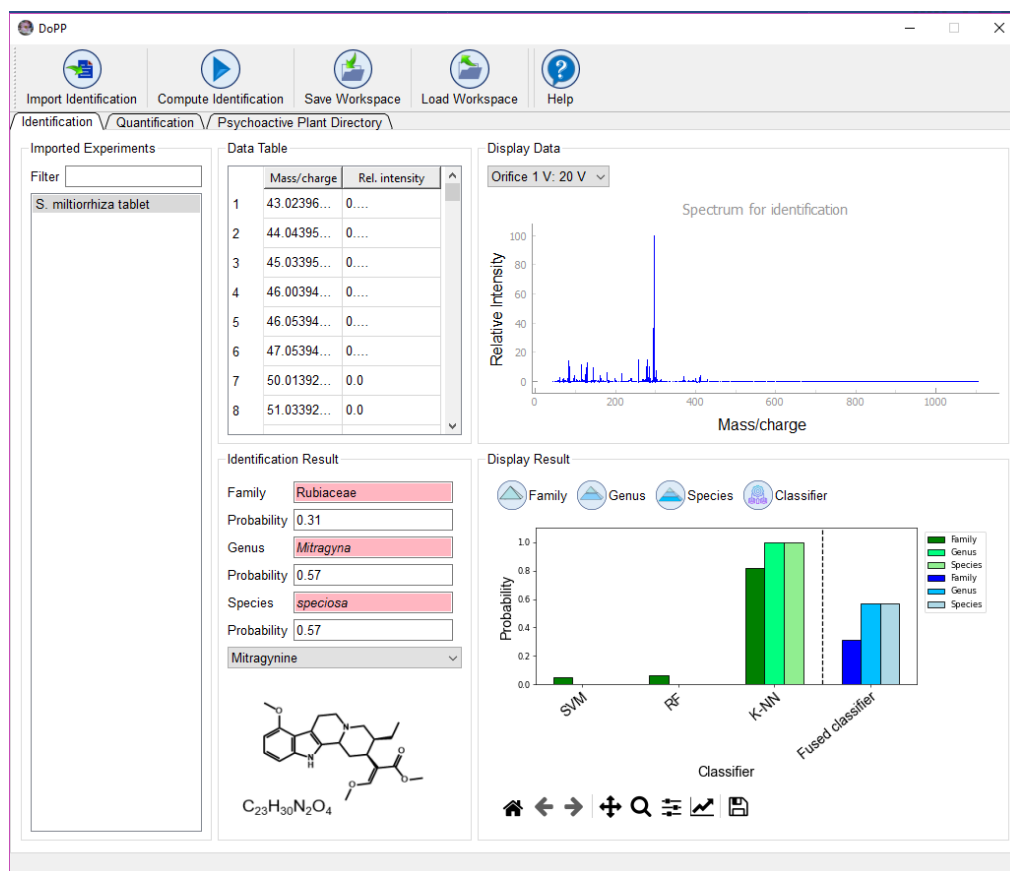 DoPP
Import Identification
Compute Identification
Save Workspace
Load Workspace
Help
Identification
Quantification
Psychoactive Plant Directory
Imported Experiments
Filter
S. miltiorrhiza tablet
Data Table
Mass/charge Rel. intensity
1 43.02396... 0....
2 44.04395... 0....
3 45.03395... 0....
4 46.00394... 0....
5 46.05394... 0....
6 47.05394... 0....
7 50.01392... 0.0
8 51.03392... 0.0
Display Data
Orifice 1 V: 20 V
Spectrum for identification
Relative Intensity
100
80
60
40
20
0
0 200 400 600 800 1000
Mass/charge
Identification Result
Family Rubiaceae
Probability 0.31
Genus Mitragyna
Probability 0.57
Species speciosa
Probability 0.57
Mitragynine
O
N
N
H
O
O
O
C₂₃H₃₀N₂O₄
Display Result
Family
Genus
Species
Classifier
Probability
1.0
0.8
0.6
0.4
0.2
0.0
SVM
RF
K-NN
Fused classifier
Classifier
Family
Genus
Species
Family
Genus
Species